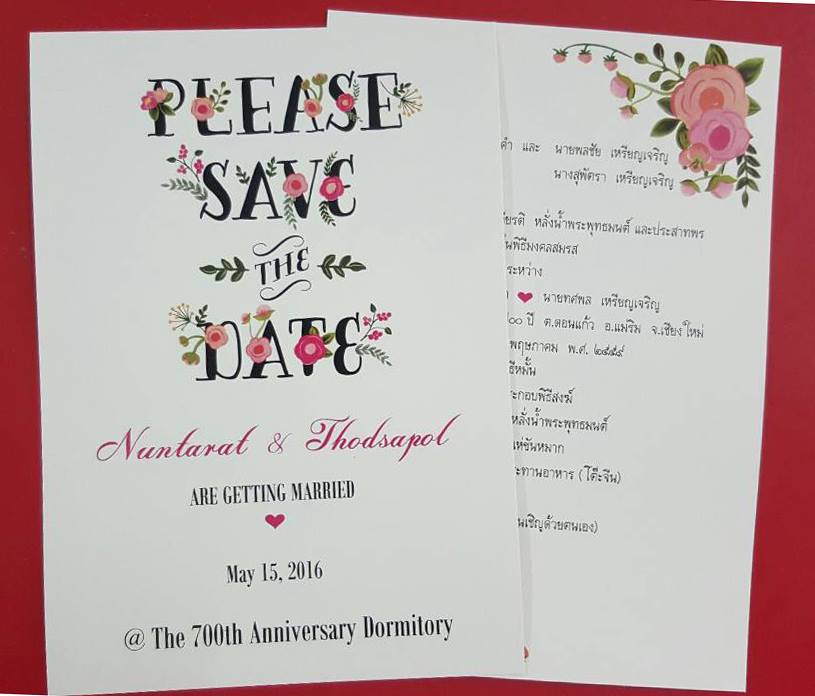 PLEASE
SAVE
THE
DATE
Nuntarat & Thodsapol
ARE GETTING MARRIED
May 15, 2016
@ The 700th Anniversary Dormitory
และ นายพลชัย เหรียญเจริญ
นางสุพัตรา เหรียญเจริญ
หลั่งน้ำพระพุทธมนต์ และประสาทพร
พิธีมงคลสมรส
ระหว่าง
นายทศพล เหรียญเจริญ
๐๐ ปี ต.ดอนแก้ว อ.แม่ริม จ.เชียงใหม่
พฤษภาคม พ.ศ. ๒๕๕๙
ธีหมั้น
ะกอบพิธีสงฆ์
หลั่งน้ำพระพุทธมนต์
ห่ขันหมาก
ะทานอาหาร (โต๊ะจีน)
นเชิญด้วยตนเอง)